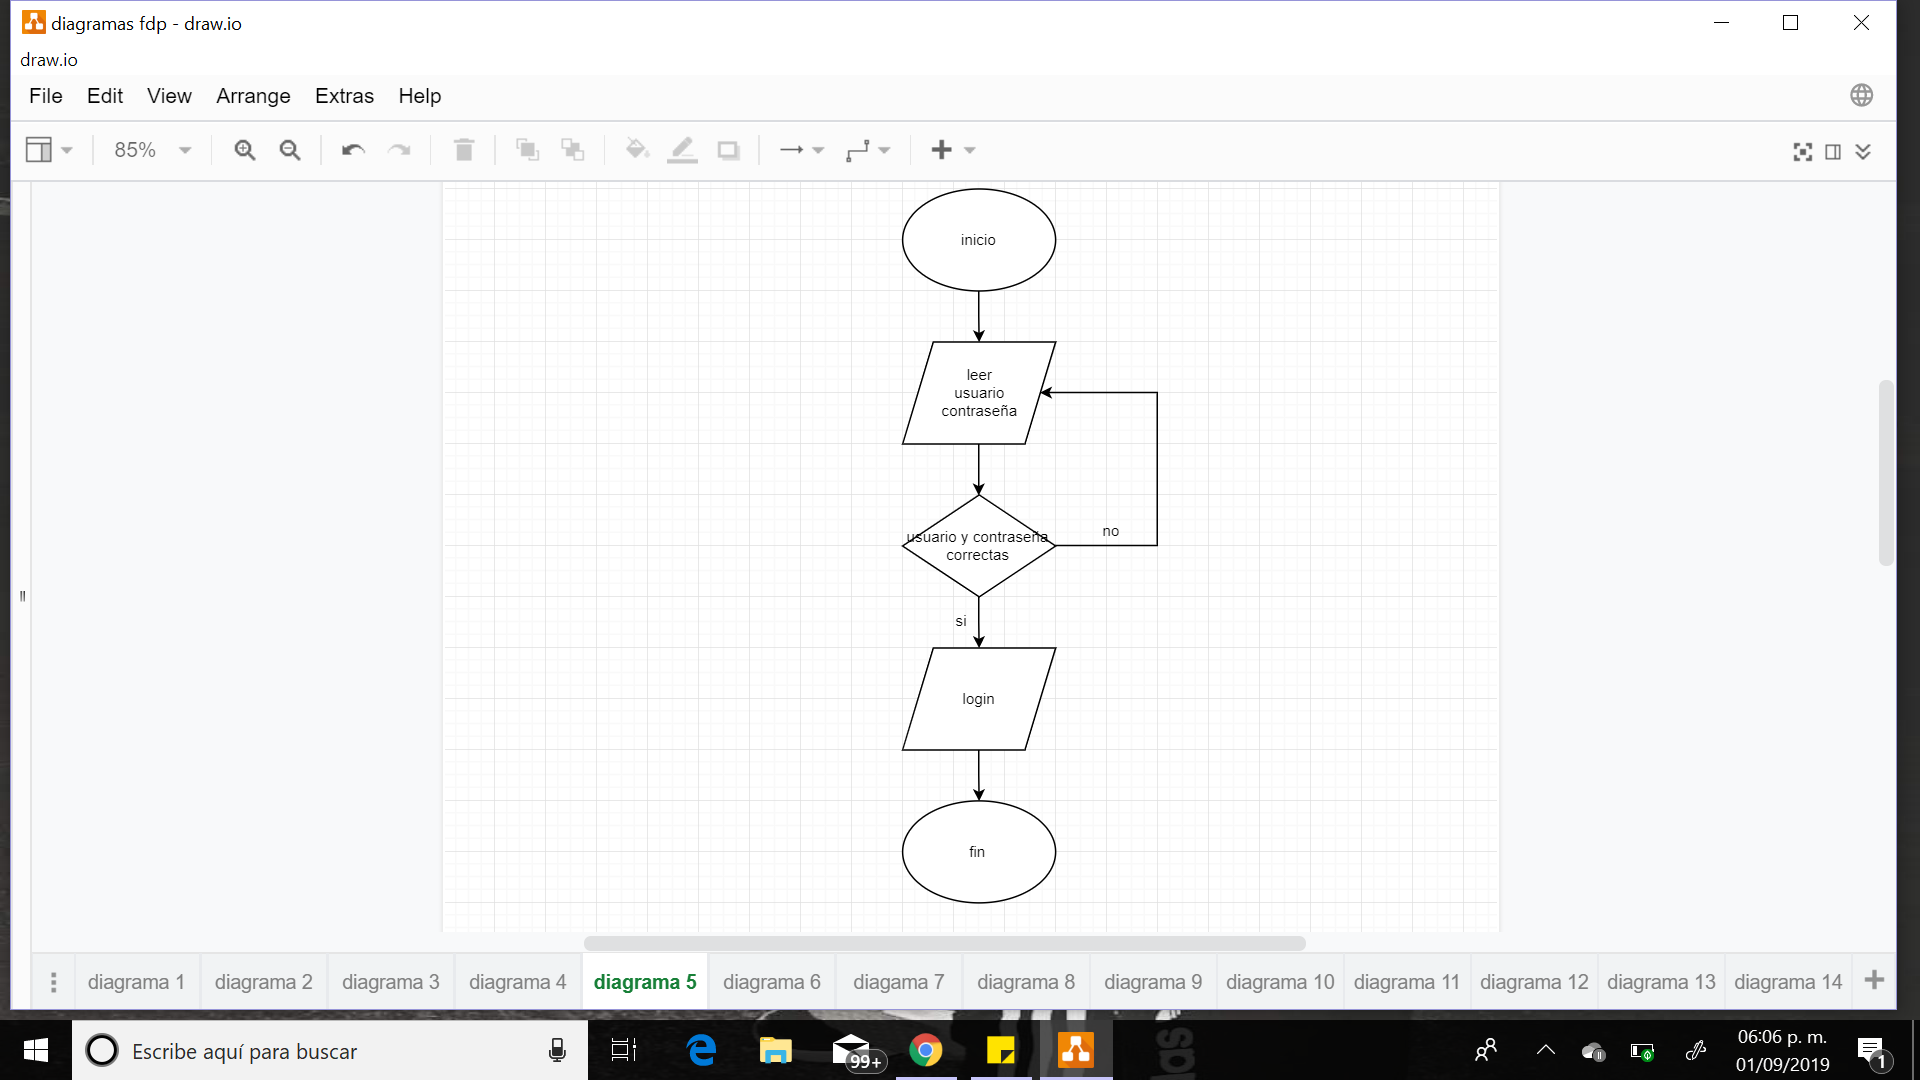 diagramas fdp - draw.io
draw.io
File Edit View Arrange Extras Help
85%
inicio
leer
usuario
contraseña
usuario y contraseña
correctas
no
si
login
fin
diagrama 1 diagrama 2 diagrama 3 diagrama 4 diagrama 5 diagrama 6 diagama 7 diagrama 8 diagrama 9 diagrama 10 diagrama 11 diagrama 12 diagrama 13 diagrama 14
Escribe aquí para buscar
99+
06:06 p. m.
01/09/2019
1